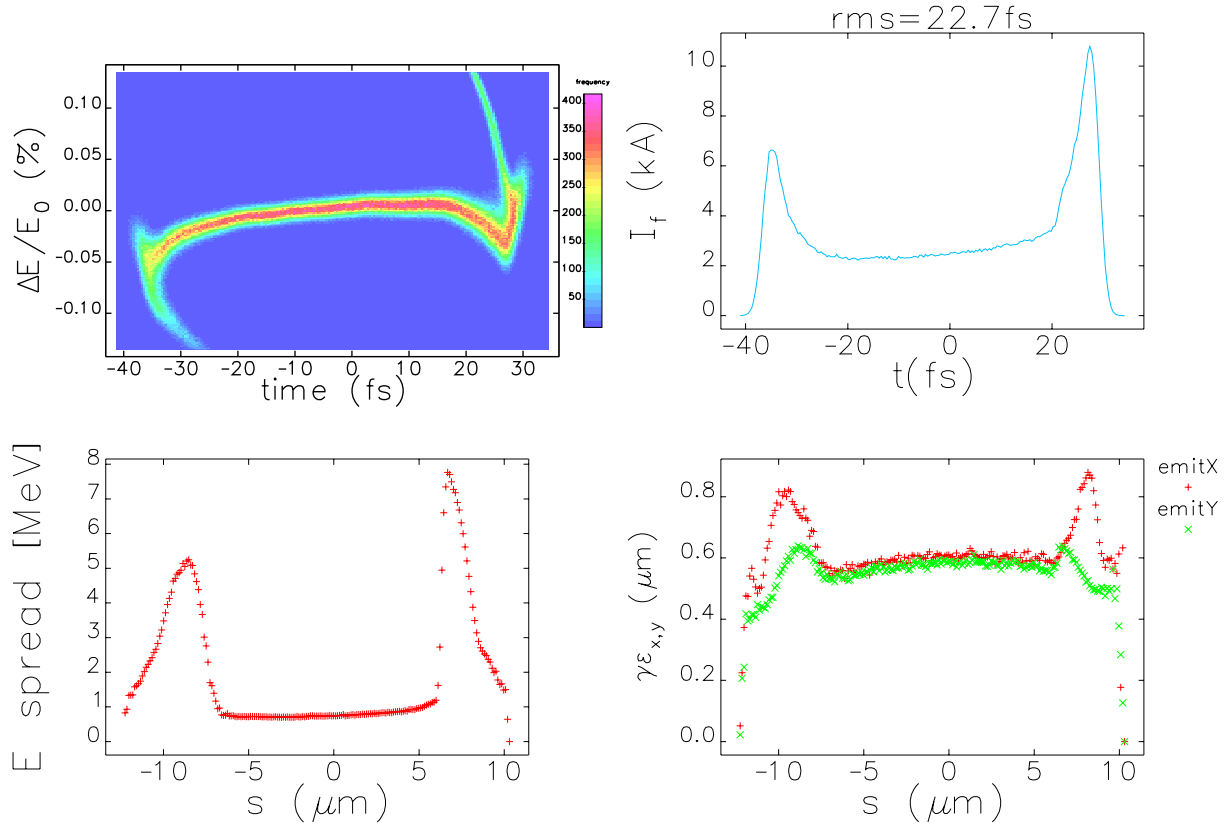 rms=22.7fs
frequency
400.
350.
300.
250.
200.
150.
100.
50.
ΔE/E₀ (%)
0.10
0.05
0.00
-0.05
-0.10
-40 -30 -20 -10 0 10 20 30
time (fs)
I_f (kA)
10
8
6
4
2
0
-40 -20 0 20
t(fs)
E spread [MeV]
8
7
6
5
4
3
2
1
0
-10 -5 0 5 10
s (μm)
emitX
emitY
γε_x,y (μm)
0.8
0.6
0.4
0.2
0.0
-10 -5 0 5 10
s (μm)